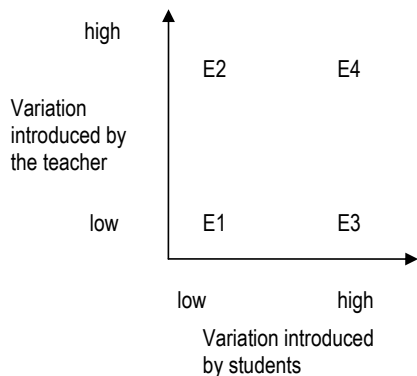 high
E2 E4
Variation
introduced by
the teacher
low E1 E3
low high
Variation introduced
by students